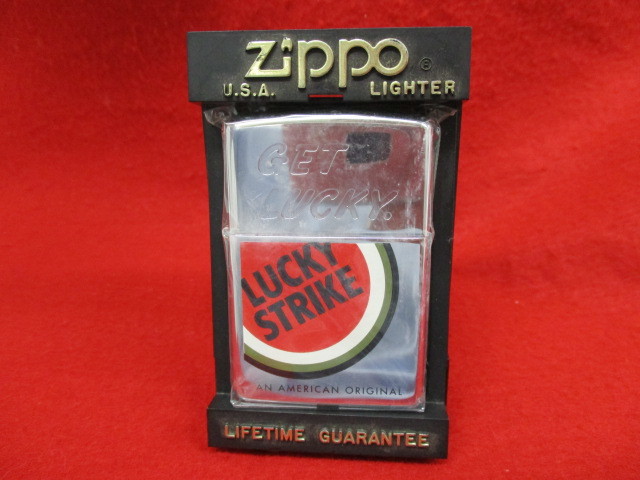 Zippo®
U.S.A. LIGHTER
GET
LUCKY.
LUCKY
STRIKE
AN AMERICAN ORIGINAL
LIFETIME GUARANTEE